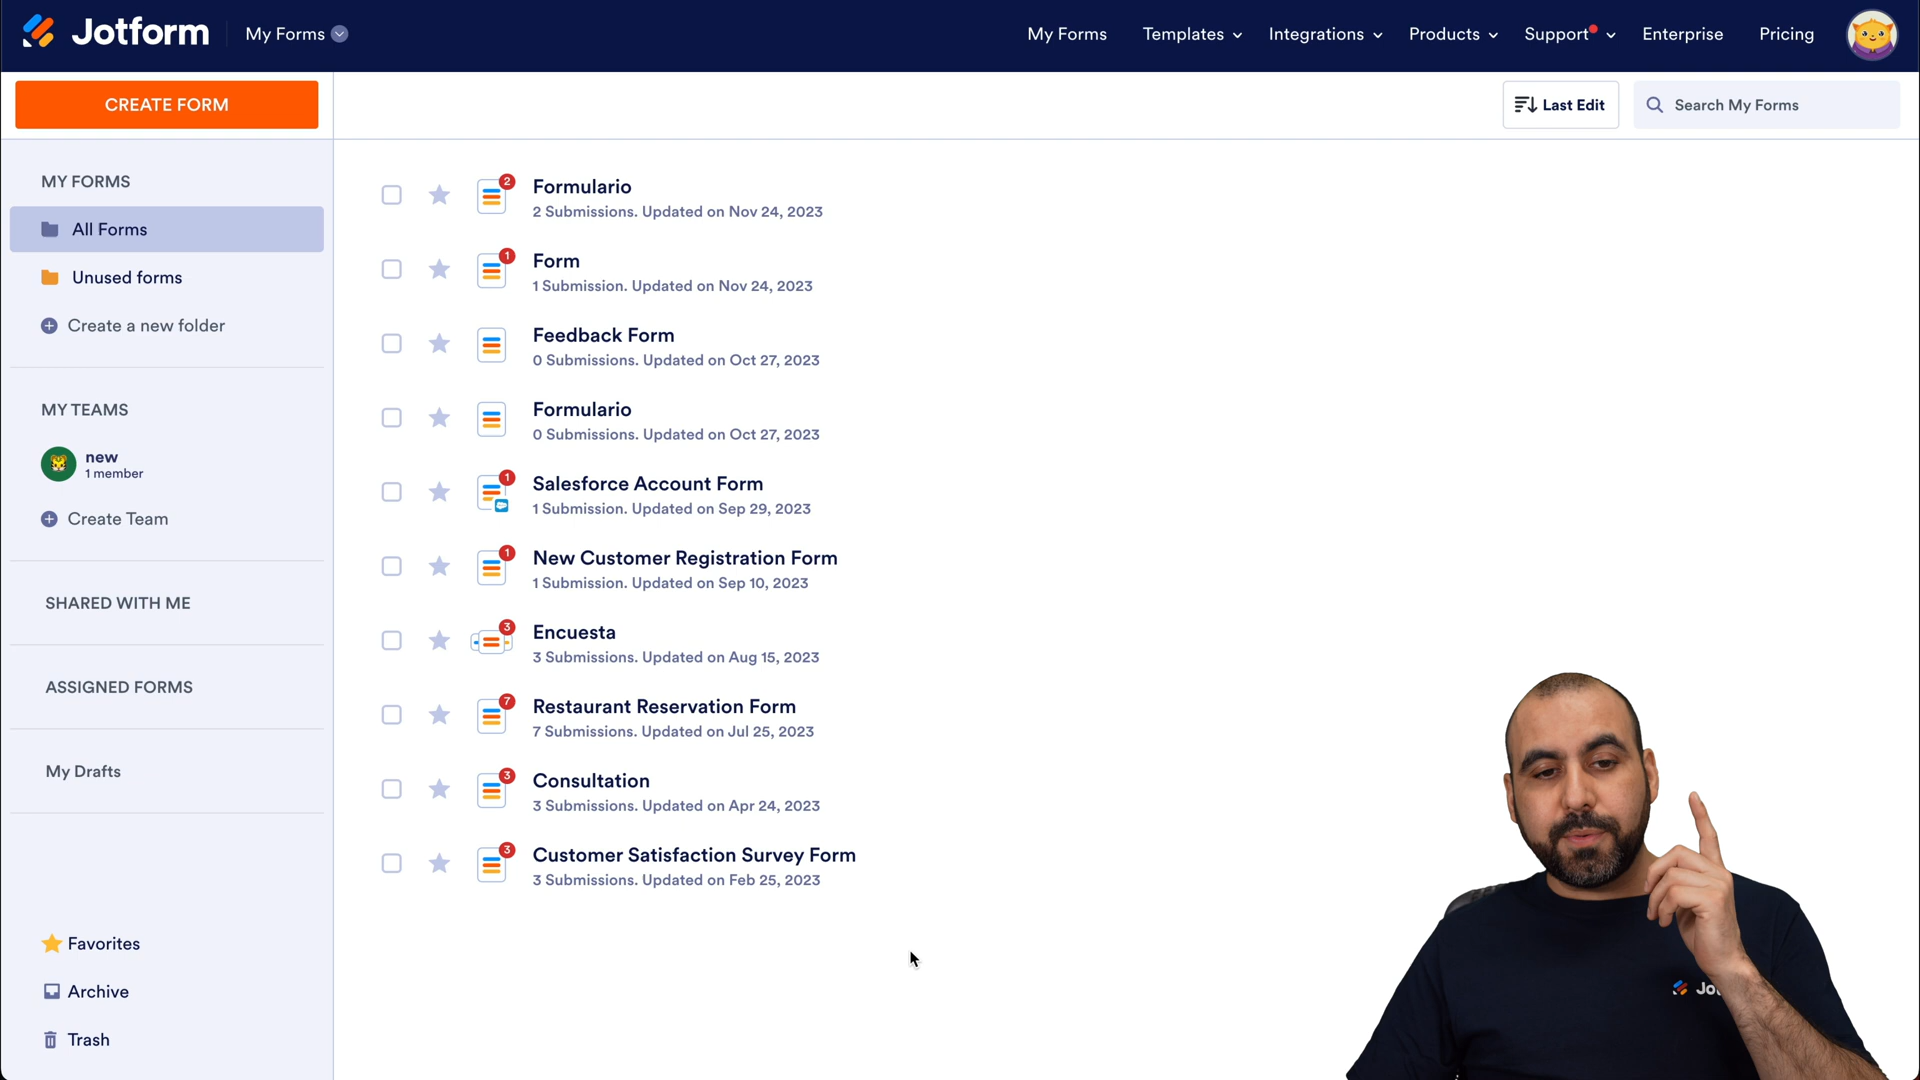 Jotform
My Forms
My Forms
Templates
Integrations
Products
Support
Enterprise
Pricing
CREATE FORM
Last Edit
Search My Forms
MY FORMS
All Forms
Unused forms
Create a new folder
MY TEAMS
new
1 member
Create Team
SHARED WITH ME
ASSIGNED FORMS
My Drafts
Favorites
Archive
Trash
2
Formulario
2 Submissions. Updated on Nov 24, 2023
1
Form
1 Submission. Updated on Nov 24, 2023
Feedback Form
0 Submissions. Updated on Oct 27, 2023
Formulario
0 Submissions. Updated on Oct 27, 2023
1
Salesforce Account Form
1 Submission. Updated on Sep 29, 2023
1
New Customer Registration Form
1 Submission. Updated on Sep 10, 2023
3
Encuesta
3 Submissions. Updated on Aug 15, 2023
7
Restaurant Reservation Form
7 Submissions. Updated on Jul 25, 2023
3
Consultation
3 Submissions. Updated on Apr 24, 2023
3
Customer Satisfaction Survey Form
3 Submissions. Updated on Feb 25, 2023